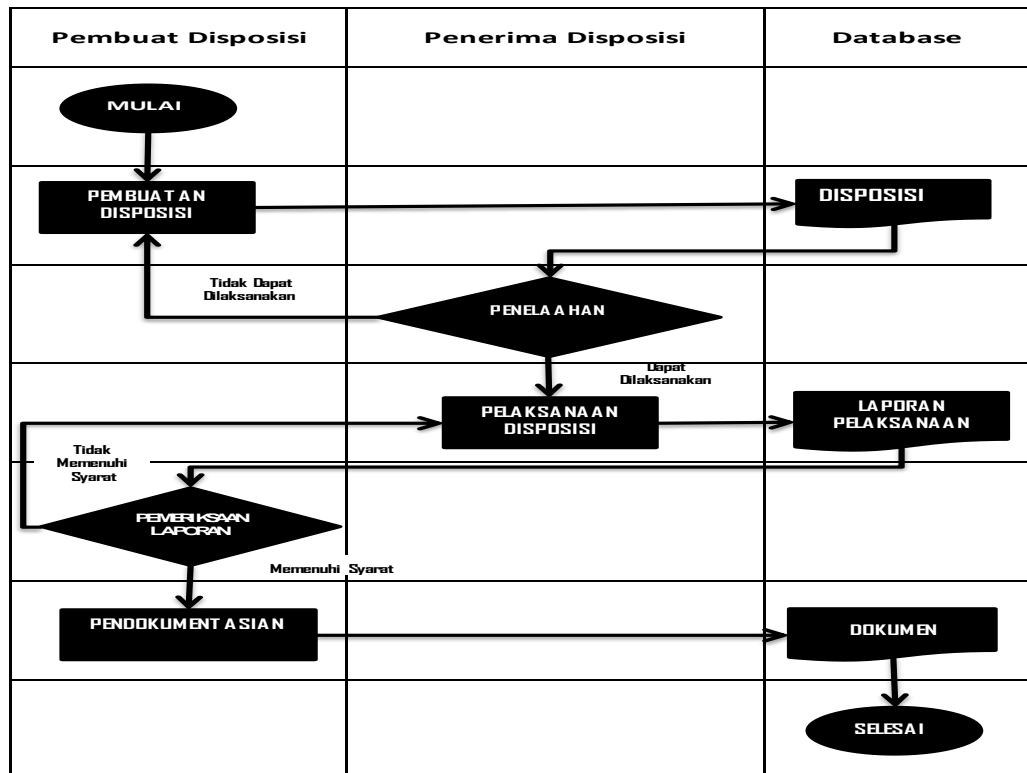 Pembuat Disposisi
Penerima Disposisi
Database
MULAI
PEMBUATAN
DISPOSISI
DISPOSISI
Tidak Dapat
Dilaksanakan
PENELAAHAN
Dapat
Dilaksanakan
PELAKSANAAN
DISPOSISI
LAPORAN
PELAKSANAAN
Tidak
Memenuhi
Syarat
PEMERIKSAAN
LAPORAN
Memenuhi Syarat
PENDOKUMENTASIAN
DOKUMEN
SELESAI